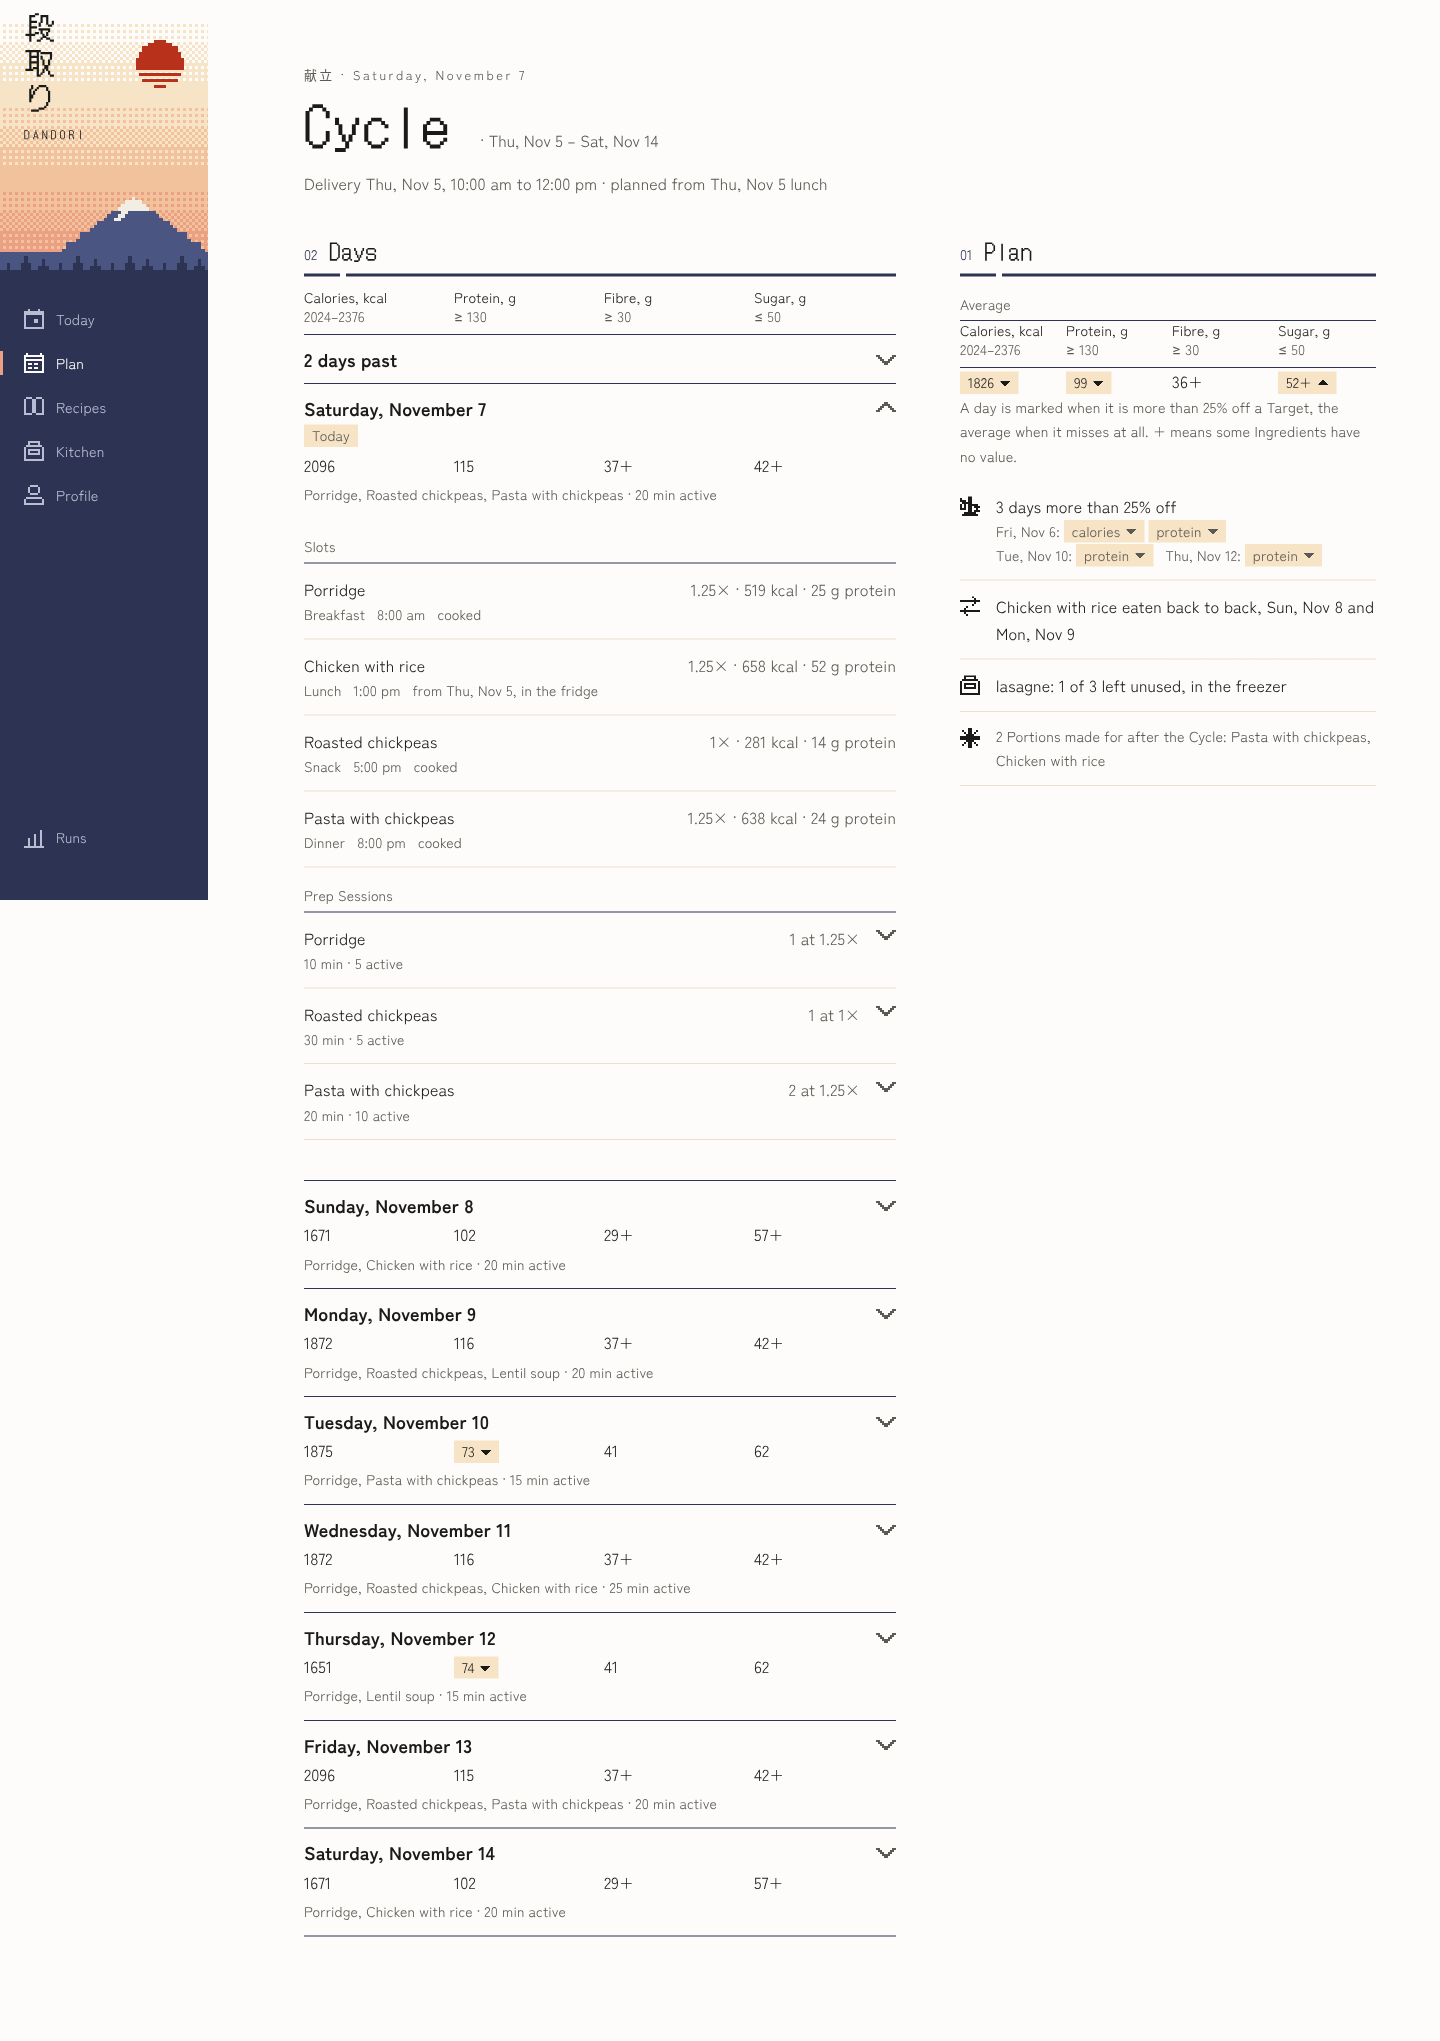 段取り
DANDORI
Today
Plan
Recipes
Kitchen
Profile
Runs
献立 · Saturday, November 7
Cycle · Thu, Nov 5 – Sat, Nov 14
Delivery Thu, Nov 5, 10:00 am to 12:00 pm · planned from Thu, Nov 5 lunch
02 Days
Calories, kcal Protein, g Fibre, g Sugar, g
2024–2376 ≥ 130 ≥ 30 ≤ 50
2 days past
Saturday, November 7
Today
2096 115 37+ 42+
Porridge, Roasted chickpeas, Pasta with chickpeas · 20 min active
Slots
Porridge 1.25× · 519 kcal · 25 g protein
Breakfast 8:00 am cooked
Chicken with rice 1.25× · 658 kcal · 52 g protein
Lunch 1:00 pm from Thu, Nov 5, in the fridge
Roasted chickpeas 1× · 281 kcal · 14 g protein
Snack 5:00 pm cooked
Pasta with chickpeas 1.25× · 638 kcal · 24 g protein
Dinner 8:00 pm cooked
Prep Sessions
Porridge 1 at 1.25×
10 min · 5 active
Roasted chickpeas 1 at 1×
30 min · 5 active
Pasta with chickpeas 2 at 1.25×
20 min · 10 active
Sunday, November 8
1671 102 29+ 57+
Porridge, Chicken with rice · 20 min active
Monday, November 9
1872 116 37+ 42+
Porridge, Roasted chickpeas, Lentil soup · 20 min active
Tuesday, November 10
1875 73 41 62
Porridge, Pasta with chickpeas · 15 min active
Wednesday, November 11
1872 116 37+ 42+
Porridge, Roasted chickpeas, Chicken with rice · 25 min active
Thursday, November 12
1651 74 41 62
Porridge, Lentil soup · 15 min active
Friday, November 13
2096 115 37+ 42+
Porridge, Roasted chickpeas, Pasta with chickpeas · 20 min active
Saturday, November 14
1671 102 29+ 57+
Porridge, Chicken with rice · 20 min active
01 Plan
Average
Calories, kcal Protein, g Fibre, g Sugar, g
2024–2376 ≥ 130 ≥ 30 ≤ 50
1826 99 36+ 52+
A day is marked when it is more than 25% off a Target, the
average when it misses at all. + means some Ingredients have
no value.
3 days more than 25% off
Fri, Nov 6: calories protein
Tue, Nov 10: protein Thu, Nov 12: protein
Chicken with rice eaten back to back, Sun, Nov 8 and
Mon, Nov 9
lasagne: 1 of 3 left unused, in the freezer
2 Portions made for after the Cycle: Pasta with chickpeas,
Chicken with rice